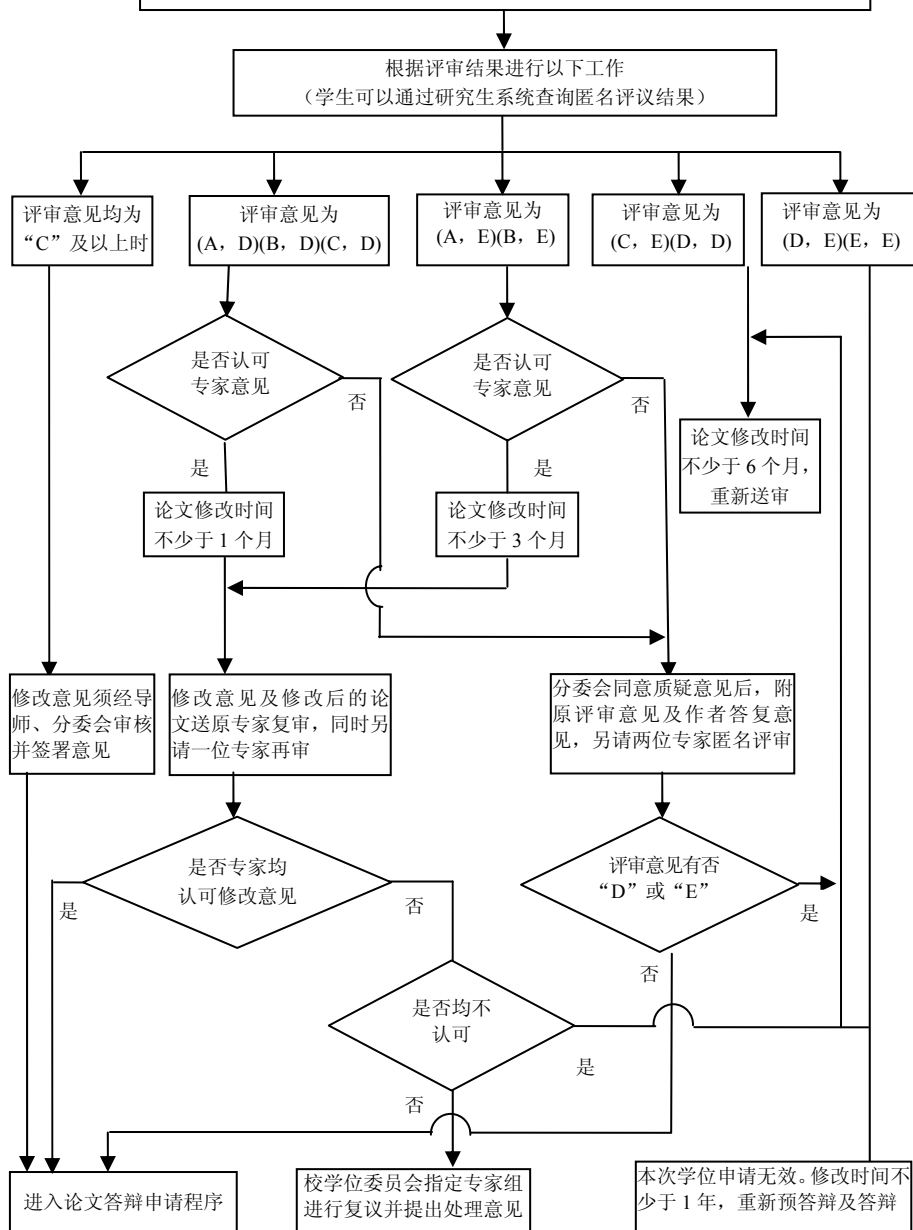 根据评审结果进行以下工作
（学生可以通过研究生系统查询匿名评议结果）
评审意见均为
“C”及以上时
评审意见为
(A，D)(B，D)(C，D)
评审意见为
(A，E)(B，E)
评审意见为
(C，E)(D，D)
评审意见为
(D，E)(E，E)
是否认可
专家意见
否
是
是否认可
专家意见
否
是
论文修改时间
不少于 6 个月，
重新送审
论文修改时间
不少于 1 个月
论文修改时间
不少于 3 个月
修改意见须经导
师、分委会审核
并签署意见
修改意见及修改后的论
文送原专家复审，同时另
请一位专家再审
分委会同意质疑意见后，附
原评审意见及作者答复意
见，另请两位专家匿名评审
是否专家均
认可修改意见
是
否
评审意见有否
“D”或“E”
是
否
是否均不
认可
是
否
进入论文答辩申请程序
校学位委员会指定专家组
进行复议并提出处理意见
本次学位申请无效。修改时间不
少于 1 年，重新预答辩及答辩